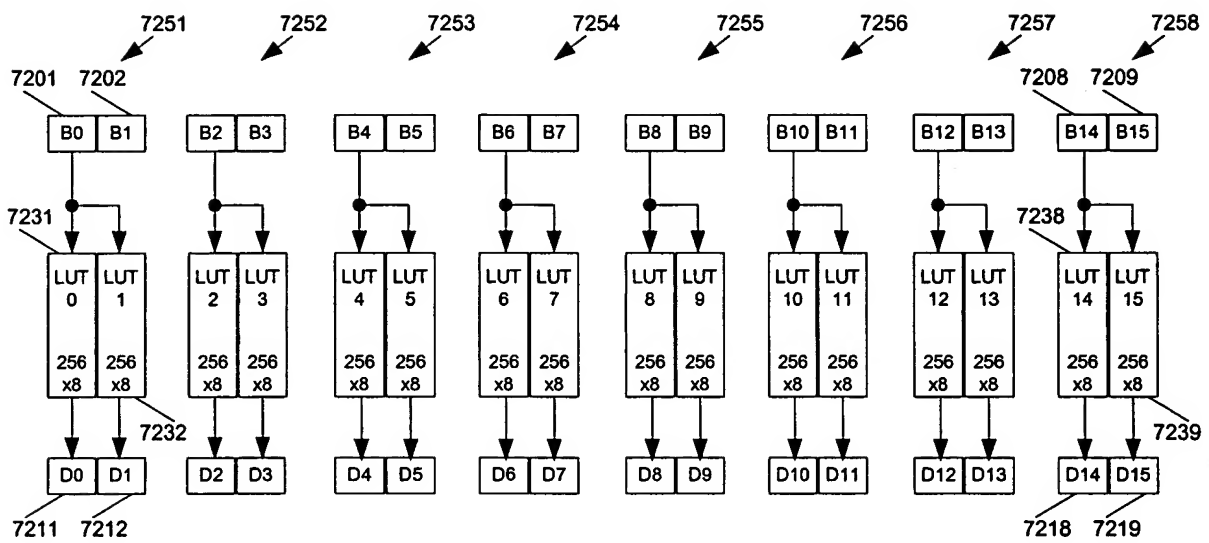 7251 7252 7253 7254 7255 7256 7257 7258
7201 7202 7208 7209
B0 B1 B2 B3 B4 B5 B6 B7 B8 B9 B10 B11 B12 B13 B14 B15
7231 7238
LUT LUT LUT LUT LUT LUT LUT LUT LUT LUT LUT LUT LUT LUT LUT LUT
0 1 2 3 4 5 6 7 8 9 10 11 12 13 14 15
256 256 256 256 256 256 256 256 256 256 256 256 256 256 256 256
x8 x8 x8 x8 x8 x8 x8 x8 x8 x8 x8 x8 x8 x8 x8 x8
7232 7239
D0 D1 D2 D3 D4 D5 D6 D7 D8 D9 D10 D11 D12 D13 D14 D15
7211 7212 7218 7219